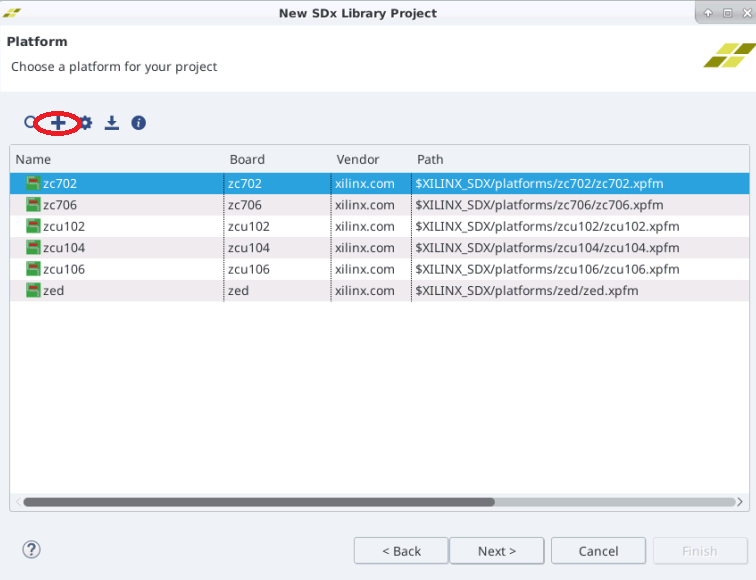 New SDx Library Project
Platform
Choose a platform for your project
Name Board Vendor Path
zc702 zc702 xilinx.com $XILINX_SDX/platforms/zc702/zc702.xpfm
zc706 zc706 xilinx.com $XILINX_SDX/platforms/zc706/zc706.xpfm
zcu102 zcu102 xilinx.com $XILINX_SDX/platforms/zcu102/zcu102.xpfm
zcu104 zcu104 xilinx.com $XILINX_SDX/platforms/zcu104/zcu104.xpfm
zcu106 zcu106 xilinx.com $XILINX_SDX/platforms/zcu106/zcu106.xpfm
zed zed xilinx.com $XILINX_SDX/platforms/zed/zed.xpfm
< Back Next > Cancel Finish